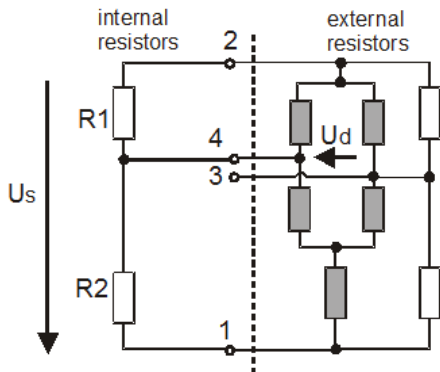 internal
resistors
external
resistors
2
R1
4
Ud
3
Us
R2
1